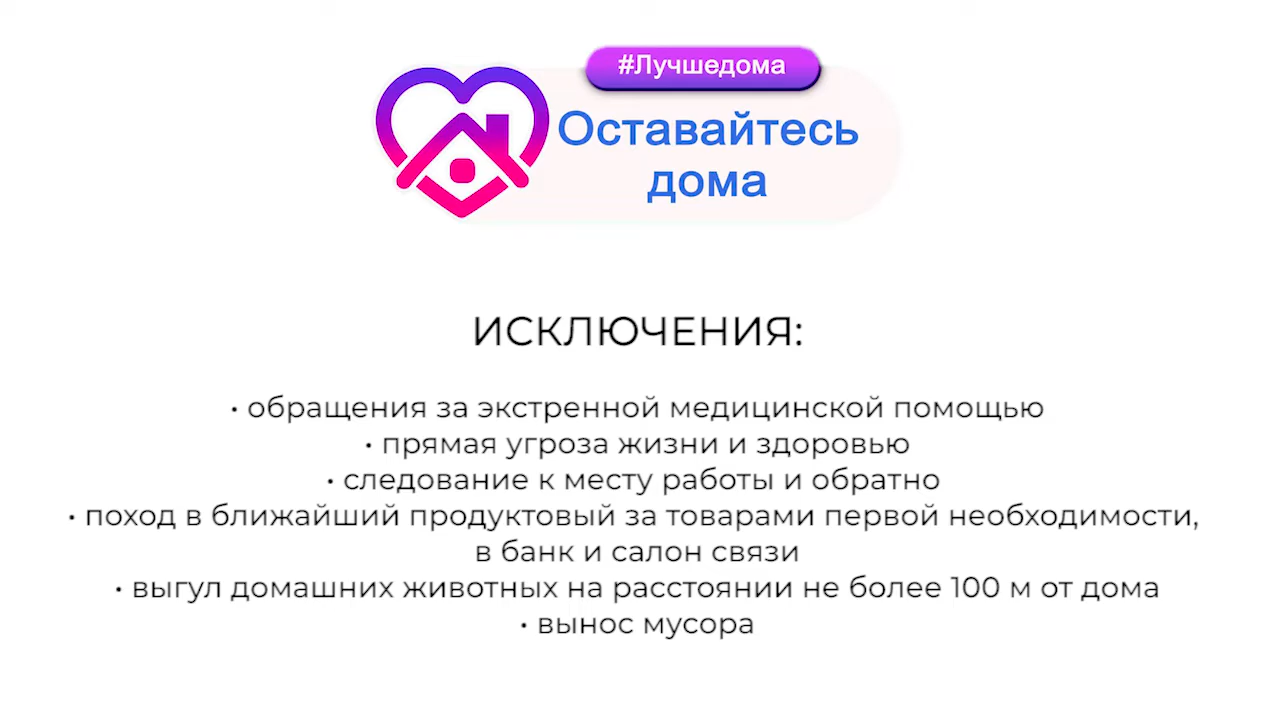 #Лучшедома
Оставайтесь
дома
ИСКЛЮЧЕНИЯ:
• обращения за экстренной медицинской помощью
• прямая угроза жизни и здоровью
• следование к месту работы и обратно
• поход в ближайший продуктовый за товарами первой необходимости,
в банк и салон связи
• выгул домашних животных на расстоянии не более 100 м от дома
• вынос мусора